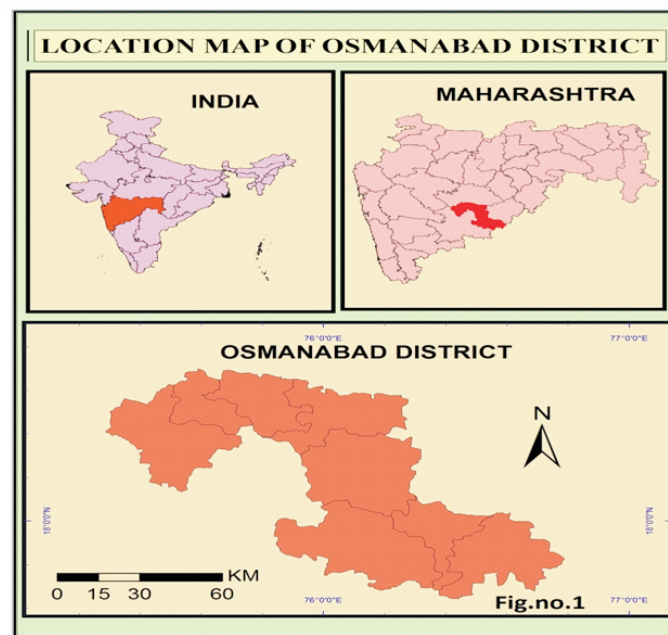 LOCATION MAP OF OSMANABAD DISTRICT
INDIA
MAHARASHTRA
76°0'0"E
77°0'0"E
OSMANABAD DISTRICT
N
18°0'0"N
18°0'0"N
0 15 30 60 KM
76°0'0"E
77°0'0"E
Fig.no.1